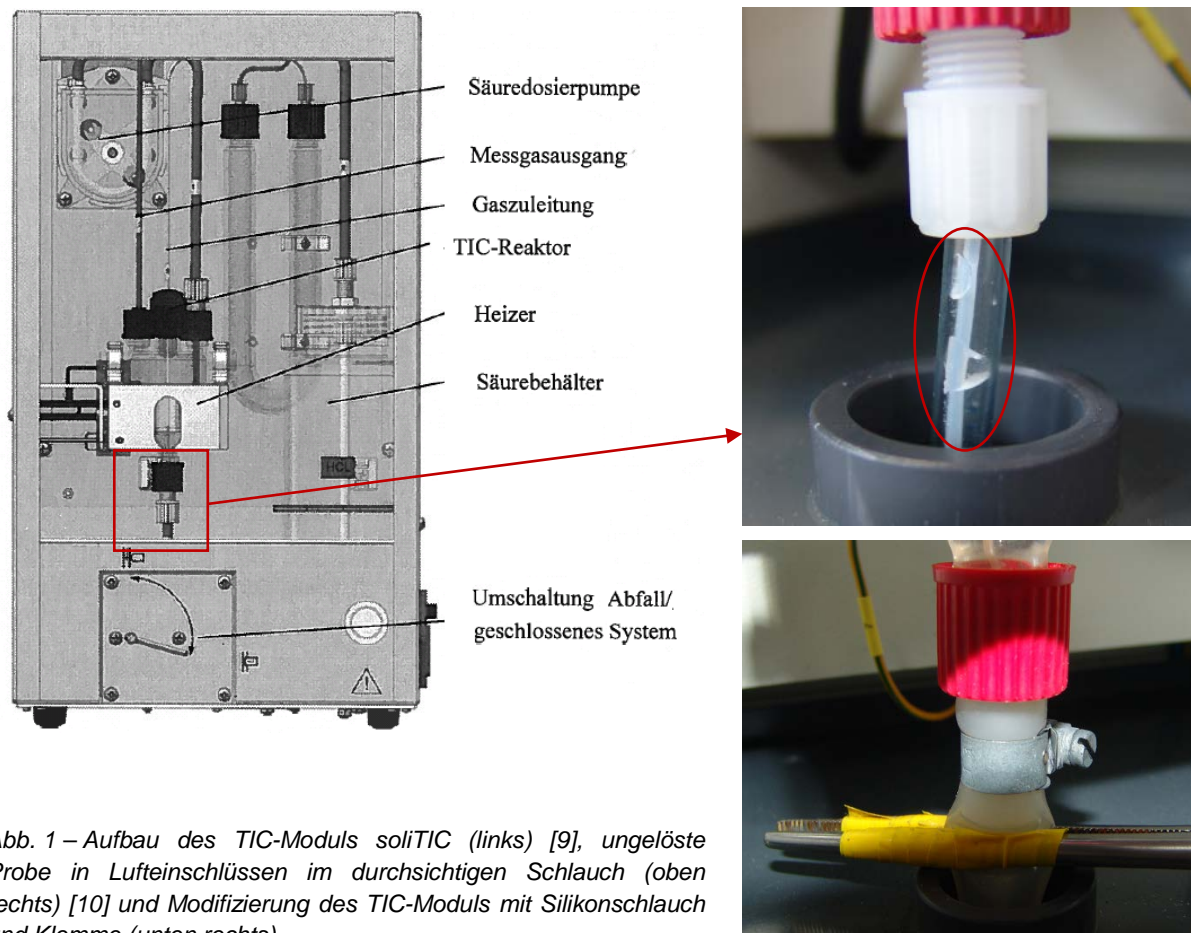 Säuredosierpumpe
Messgasausgang
Gaszuleitung
TIC-Reaktor
Heizer
Säurebehälter
HCL
Umschaltung Abfall/
geschlossenes System
Abb. 1 – Aufbau des TIC-Moduls soliTIC (links) [9], ungelöste
Probe in Lufteinschlüssen im durchsichtigen Schlauch (oben
rechts) [10] und Modifizierung des TIC-Moduls mit Silikonschlauch
und Klemme (unten rechts)